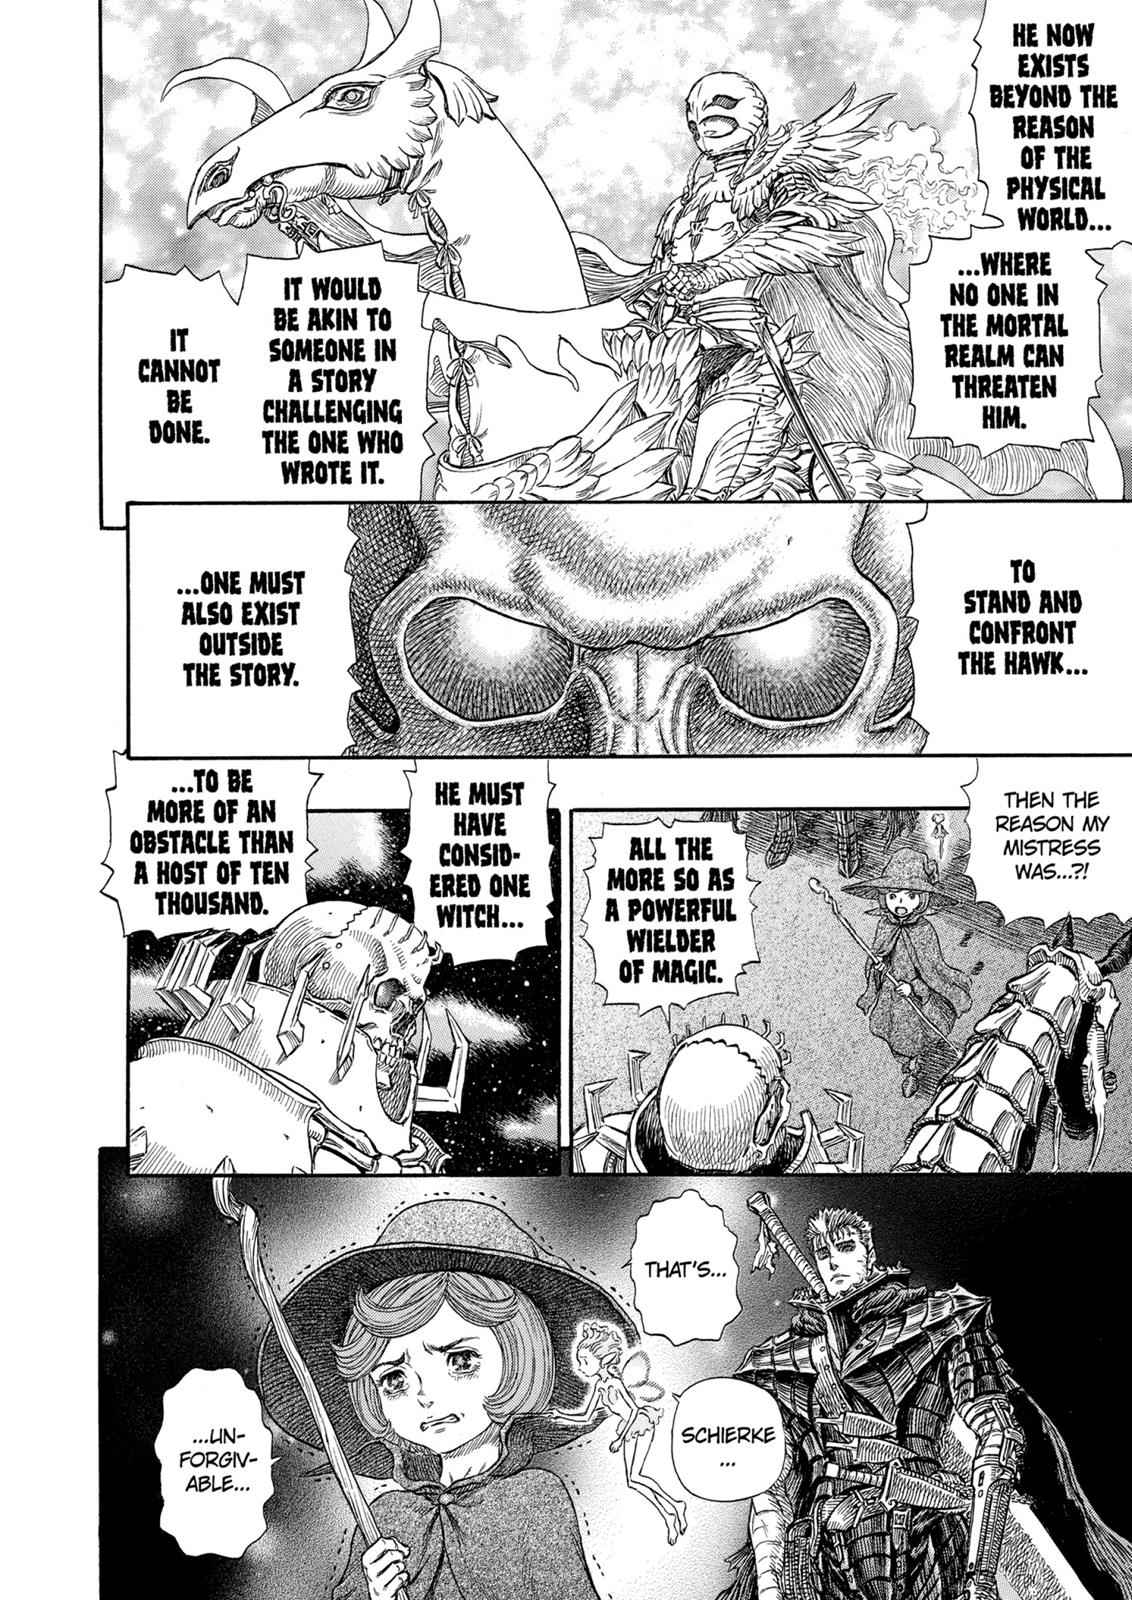 HE NOW
EXISTS
BEYOND THE
REASON
OF THE
PHYSICAL
WORLD...
...WHERE
NO ONE IN
THE MORTAL
REALM CAN
THREATEN
HIM.
IT WOULD
BE AKIN TO
SOMEONE IN
A STORY
CHALLENGING
THE ONE WHO
WROTE IT.
IT
CANNOT
BE
DONE.
TO
STAND AND
CONFRONT
THE HAWK...
...ONE MUST
ALSO EXIST
OUTSIDE
THE STORY.
THEN THE
REASON MY
MISTRESS
WAS...?!
ALL THE
MORE SO AS
A POWERFUL
WIELDER
OF MAGIC.
HE MUST
HAVE
CONSID-
ERED ONE
WITCH...
...TO BE
MORE OF AN
OBSTACLE THAN
A HOST OF TEN
THOUSAND.
THAT'S...
SCHIERKE
...
...UN-
FORGIV-
ABLE...